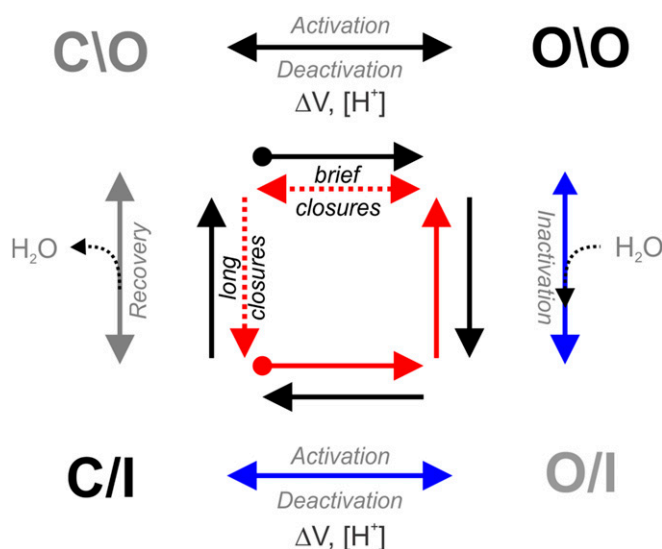 C\O
Activation
O\O
Deactivation
ΔV, [H⁺]
brief
closures
H₂O
Recovery
long
closures
Inactivation
H₂O
C/I
Activation
O/I
Deactivation
ΔV, [H⁺]